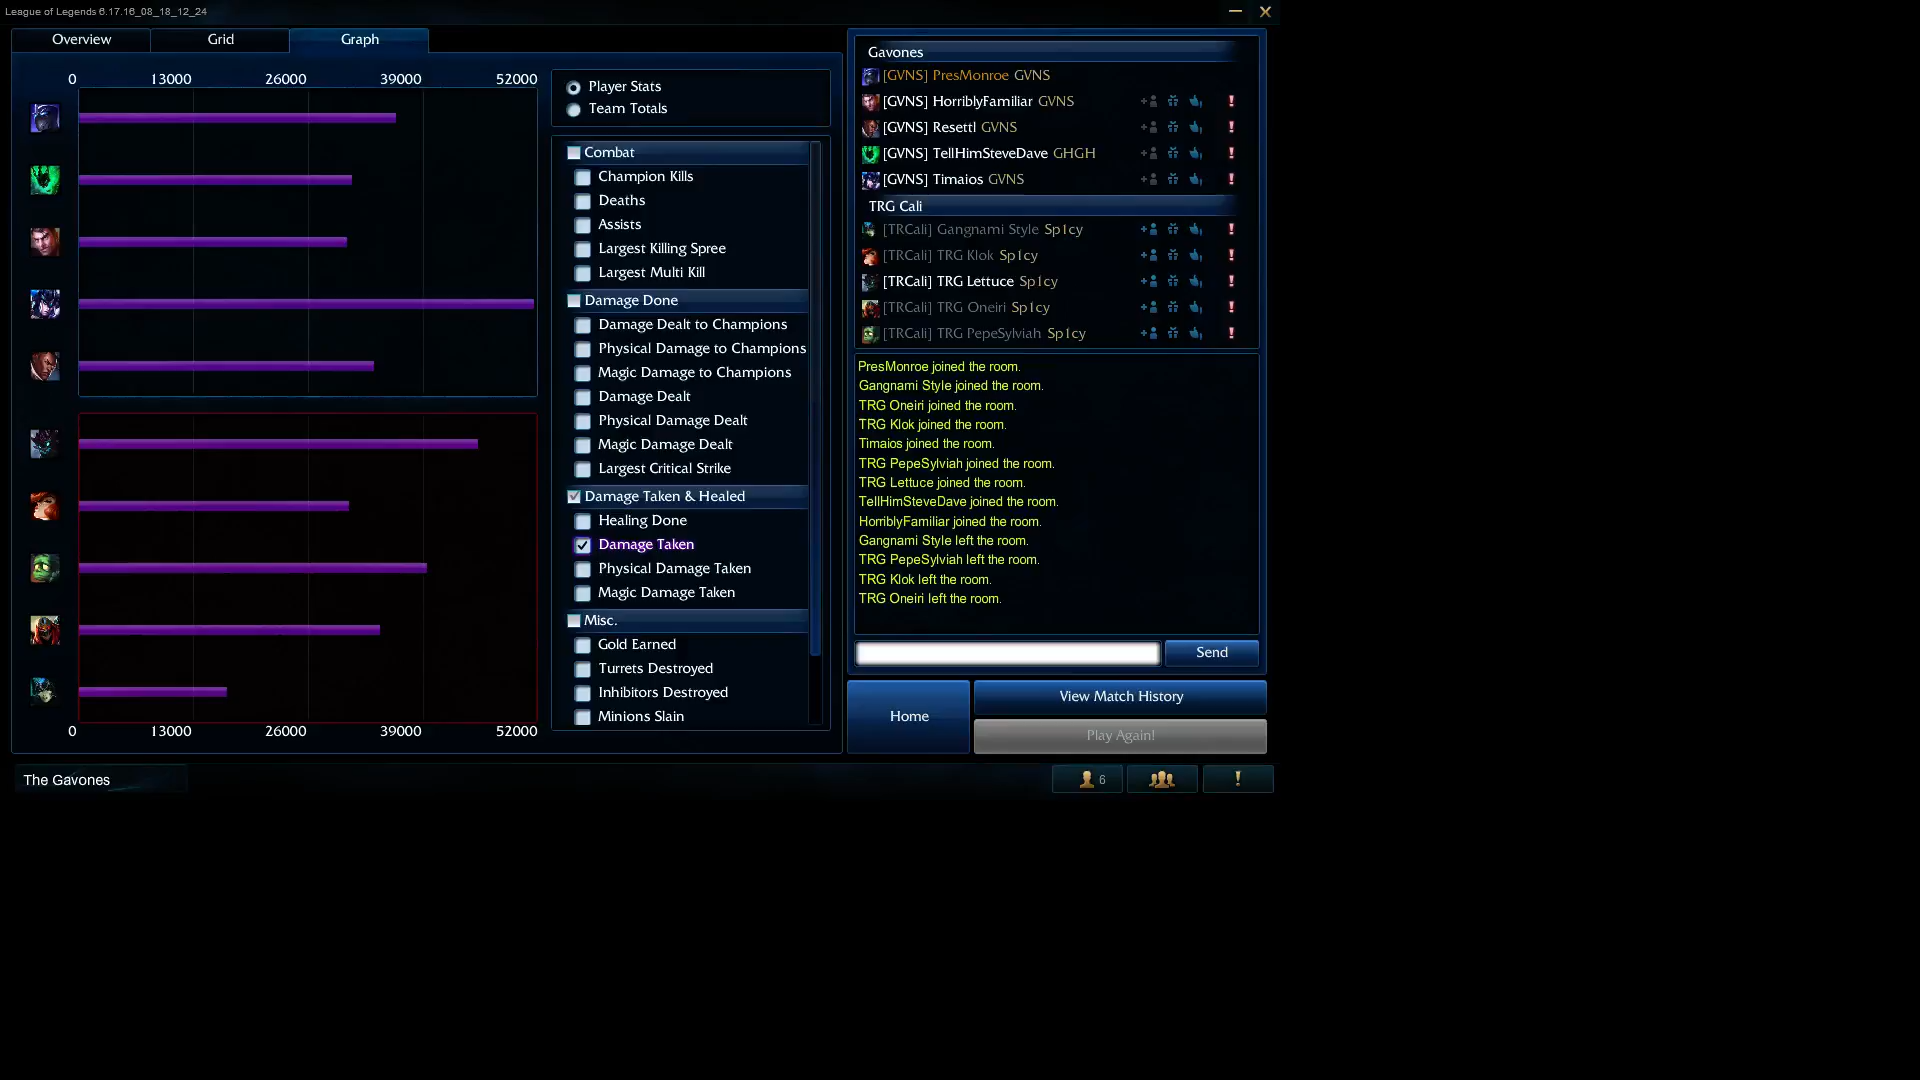 League of Legends 6.17.16_08_18_12_24
Overview
Grid
Graph
0 13000 26000 39000 52000
0 13000 26000 39000 52000
Player Stats
Team Totals
Combat
Champion Kills
Deaths
Assists
Largest Killing Spree
Largest Multi Kill
Damage Done
Damage Dealt to Champions
Physical Damage to Champions
Magic Damage to Champions
Damage Dealt
Physical Damage Dealt
Magic Damage Dealt
Largest Critical Strike
Damage Taken & Healed
Healing Done
Damage Taken
Physical Damage Taken
Magic Damage Taken
Misc.
Gold Earned
Turrets Destroyed
Inhibitors Destroyed
Minions Slain
Gavones
[GVNS] PresMonroe GVNS
[GVNS] HorriblyFamiliar GVNS
[GVNS] Resettl GVNS
[GVNS] TellHimSteveDave GHGH
[GVNS] Timaios GVNS
TRG Cali
[TRCali] Gangnami Style Sp1cy
[TRCali] TRG Klok Sp1cy
[TRCali] TRG Lettuce Sp1cy
[TRCali] TRG Oneiri Sp1cy
[TRCali] TRG PepeSylviah Sp1cy
PresMonroe joined the room.
Gangnami Style joined the room.
TRG Oneiri joined the room.
TRG Klok joined the room.
Timaios joined the room.
TRG PepeSylviah joined the room.
TRG Lettuce joined the room.
TellHimSteveDave joined the room.
HorriblyFamiliar joined the room.
Gangnami Style left the room.
TRG PepeSylviah left the room.
TRG Klok left the room.
TRG Oneiri left the room.
Send
Home
View Match History
Play Again!
The Gavones
6